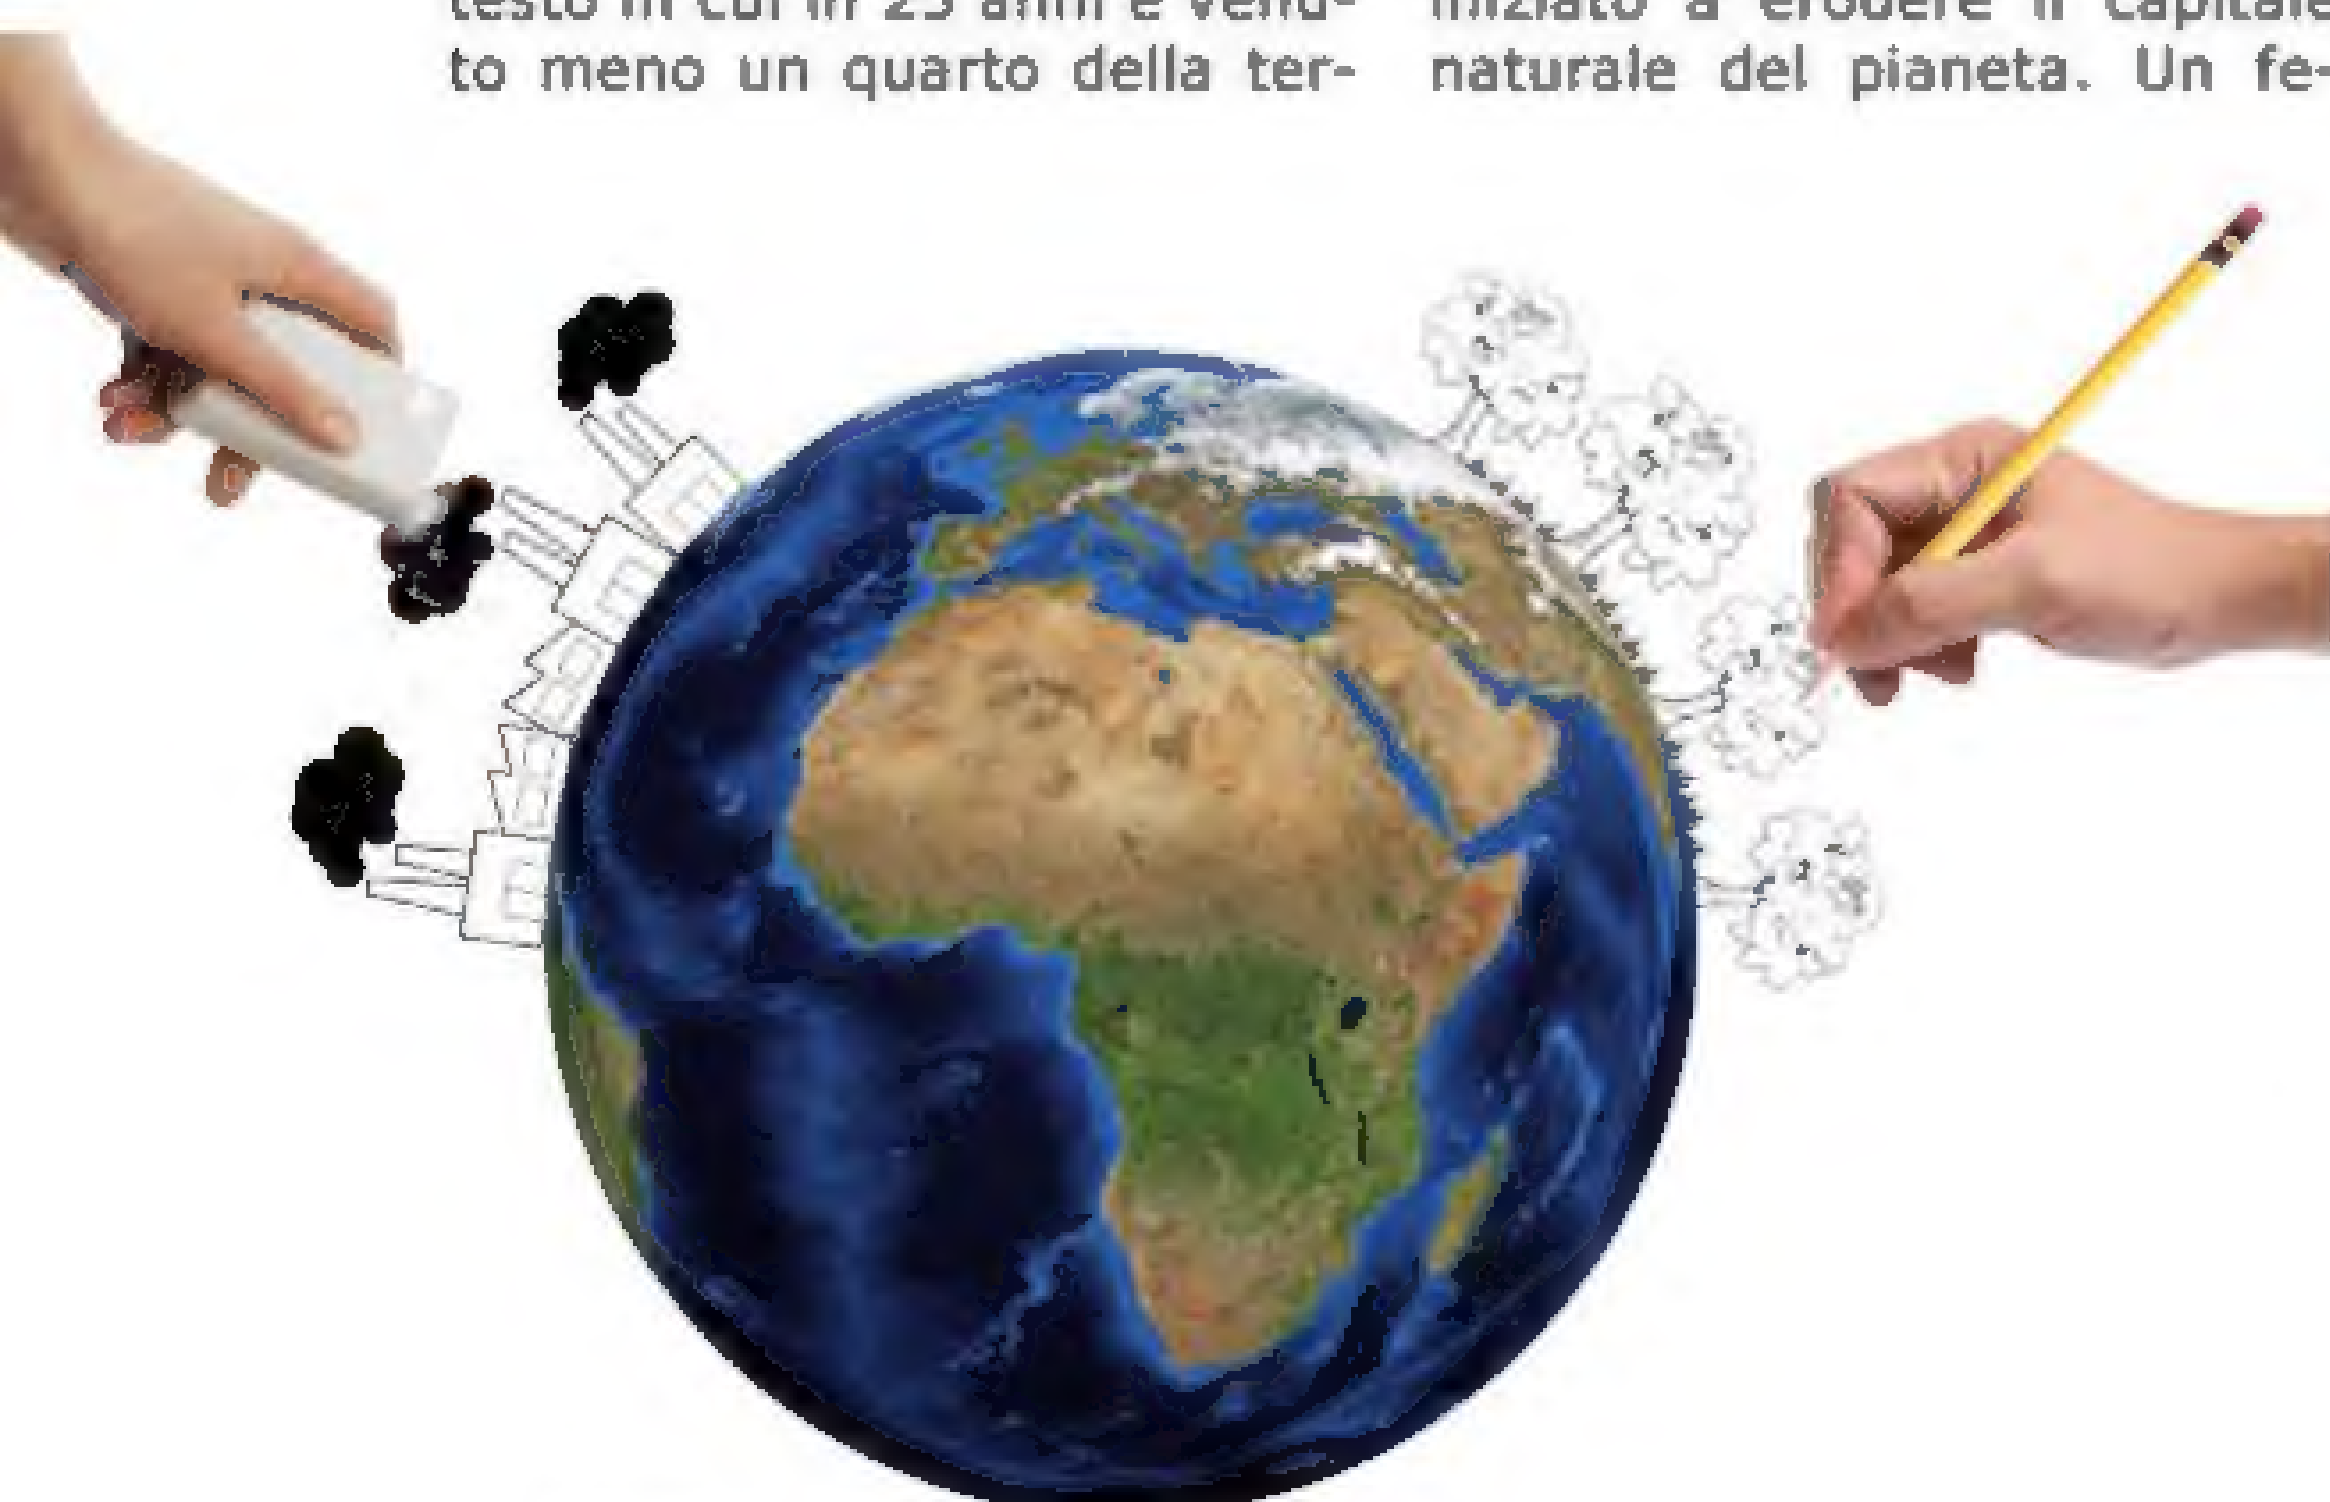 testo in cui in 25 anni è venu-
to meno un quarto della ter-
iniziato a erodere il capitale
naturale del pianeta. Un fe-